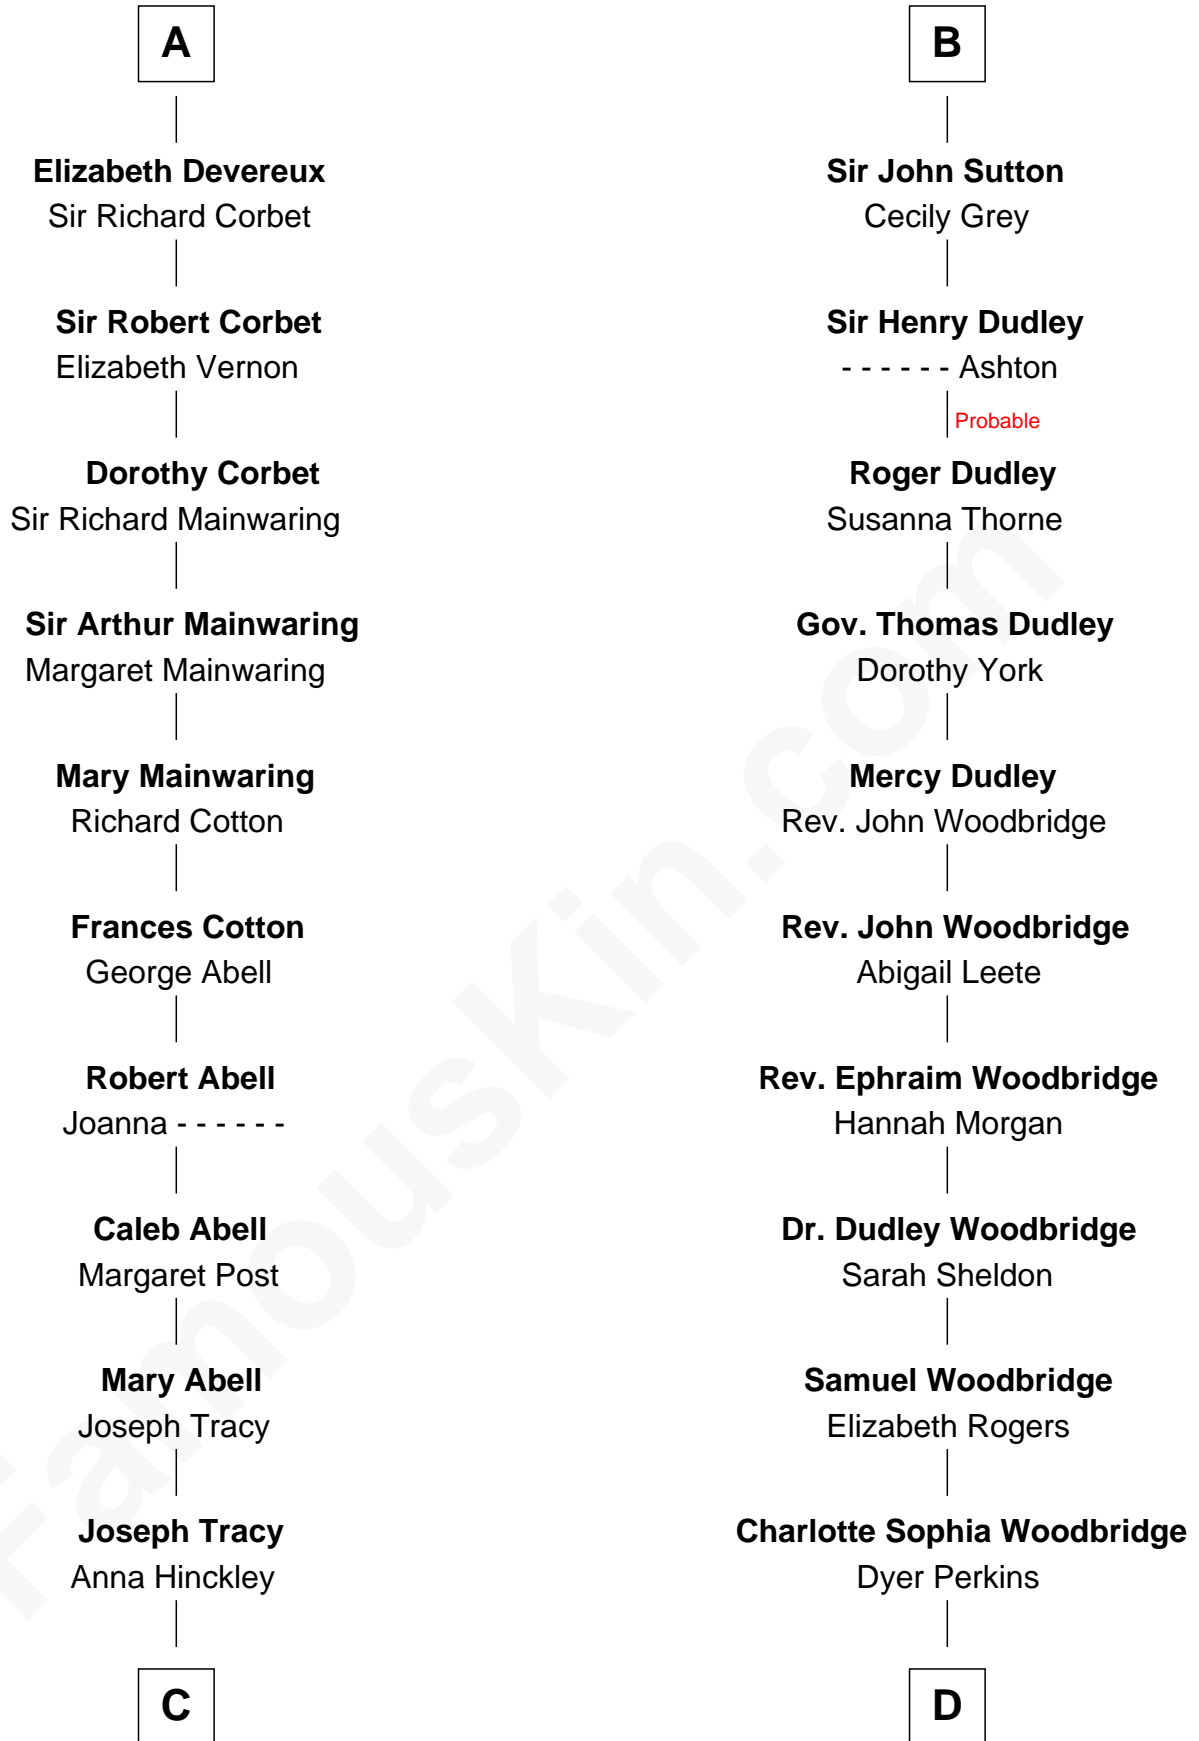 A
Elizabeth Devereux
Sir Richard Corbet
Sir Robert Corbet
Elizabeth Vernon
Dorothy Corbet
Sir Richard Mainwaring
Sir Arthur Mainwaring
Margaret Mainwaring
Mary Mainwaring
Richard Cotton
Frances Cotton
George Abell
Robert Abell
Joanna - - - - - -
Caleb Abell
Margaret Post
Mary Abell
Joseph Tracy
Joseph Tracy
Anna Hinckley
C
B
Sir John Sutton
Cecily Grey
Sir Henry Dudley
- - - - - - Ashton
Probable
Roger Dudley
Susanna Thorne
Gov. Thomas Dudley
Dorothy York
Mercy Dudley
Rev. John Woodbridge
Rev. John Woodbridge
Abigail Leete
Rev. Ephraim Woodbridge
Hannah Morgan
Dr. Dudley Woodbridge
Sarah Sheldon
Samuel Woodbridge
Elizabeth Rogers
Charlotte Sophia Woodbridge
Dyer Perkins
D
FamousKin.com